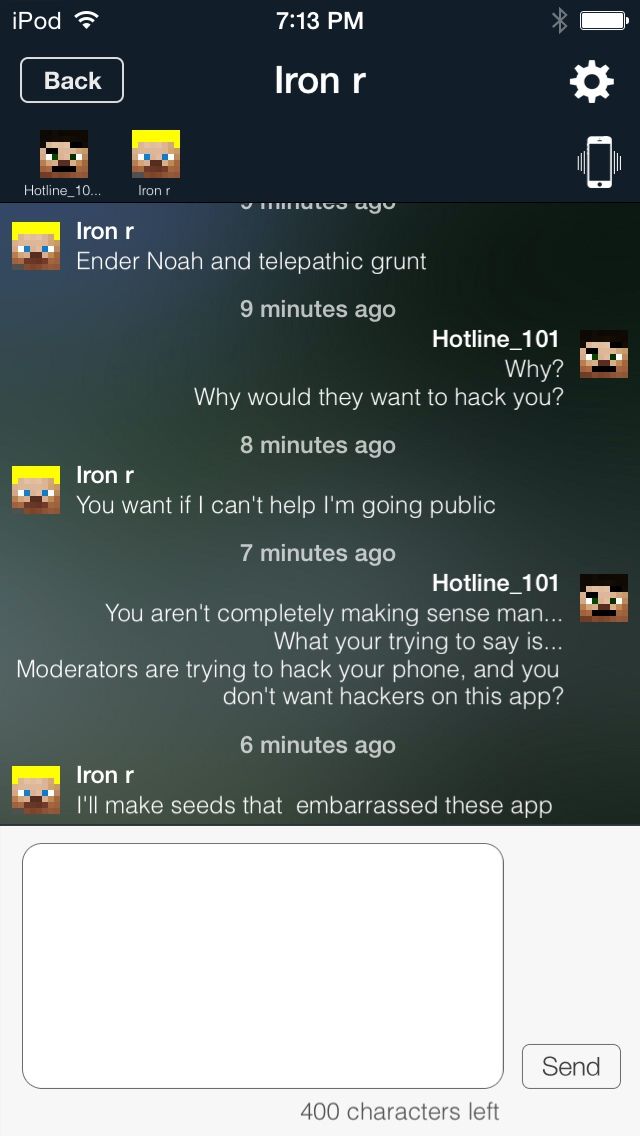 iPod 7:13 PM
Back Iron r
Hotline_10... Iron r
9 minutes ago
Iron r
Ender Noah and telepathic grunt
9 minutes ago
Hotline_101
Why?
Why would they want to hack you?
8 minutes ago
Iron r
You want if I can't help I'm going public
7 minutes ago
Hotline_101
You aren't completely making sense man...
What your trying to say is...
Moderators are trying to hack your phone, and you
don't want hackers on this app?
6 minutes ago
Iron r
I'll make seeds that  embarrassed these app
Send
400 characters left